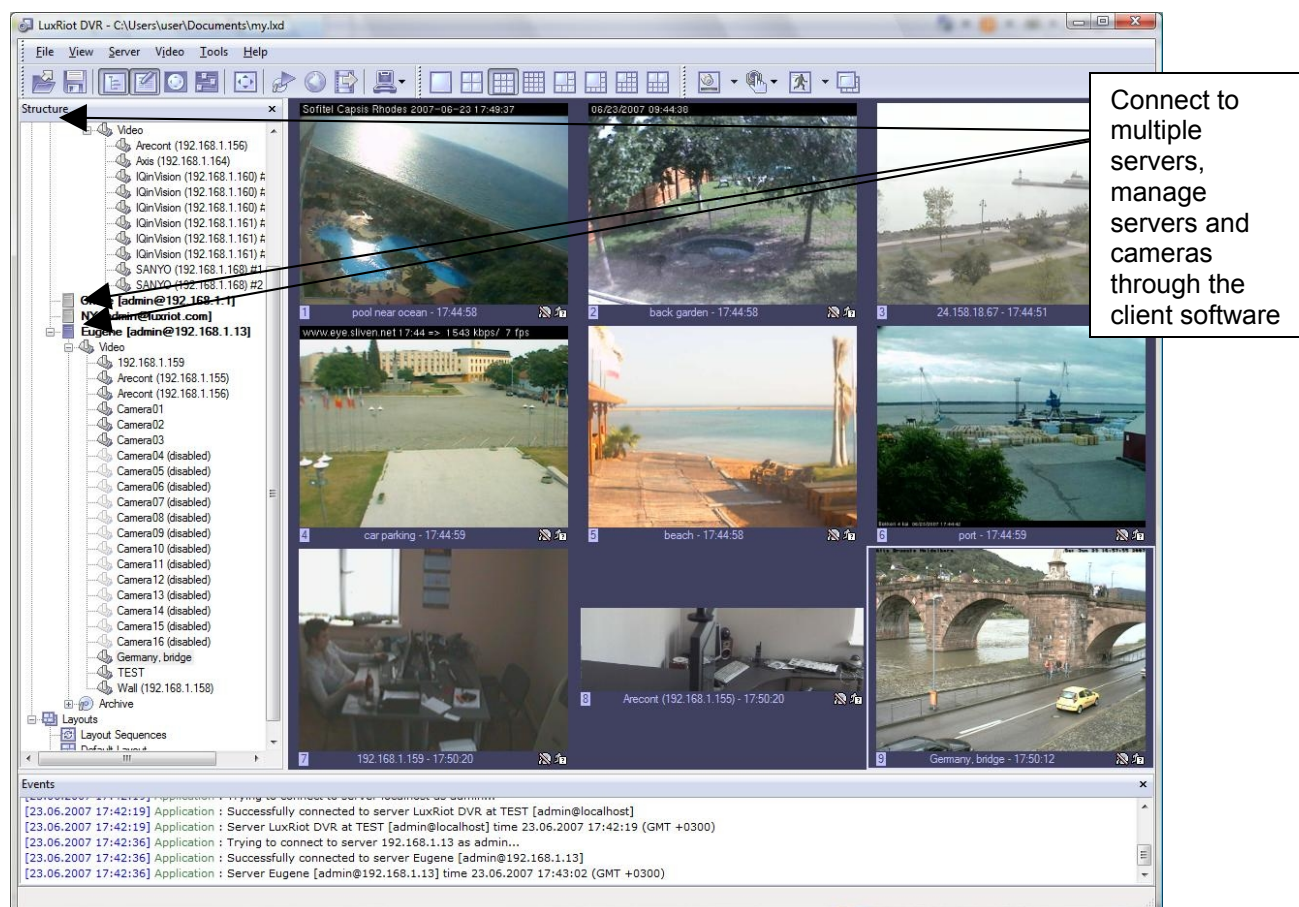 LuxRiot DVR - C:\Users\user\Documents\my.lxd
File View Server Video Tools Help
Structure
Video
Arecont (192.168.1.156)
Axis (192.168.1.164)
IQinVision (192.168.1.160) #
IQinVision (192.168.1.160) #
IQinVision (192.168.1.160) #
IQinVision (192.168.1.161) #
IQinVision (192.168.1.161) #
IQinVision (192.168.1.161) #
SANYO (192.168.1.168) #1
SANYO (192.168.1.168) #2
[admin@192.168.1.1]
NY [admin@luxriot.com]
Eugene [admin@192.168.1.13]
Video
192.168.1.159
Arecont (192.168.1.155)
Arecont (192.168.1.156)
Camera01
Camera02
Camera03
Camera04 (disabled)
Camera05 (disabled)
Camera06 (disabled)
Camera07 (disabled)
Camera08 (disabled)
Camera09 (disabled)
Camera10 (disabled)
Camera11 (disabled)
Camera12 (disabled)
Camera13 (disabled)
Camera14 (disabled)
Camera15 (disabled)
Camera16 (disabled)
Germany, bridge
TEST
Wall (192.168.1.158)
Archive
Layouts
Layout Sequences
Default Layout
Sofitel Capsis Rhodes 2007-06-23 17:49:37
1 pool near ocean - 17:44:58
06/23/2007 09:44:38
2 back garden - 17:44:58
3 24.158.18.67 - 17:44:51
www.eye.sliven.net 17:44 => 1543 kbps/ 7 fps
4 car parking - 17:44:59
5 beach - 17:44:58
6 port - 17:44:59
7 192.168.1.159 - 17:50:20
8 Arecont (192.168.1.155) - 17:50:20
9 Germany, bridge - 17:50:12
Connect to
multiple
servers,
manage
servers and
cameras
through the
client software
Events
[23.06.2007 17:42:19] Application : Trying to connect to server localhost as admin...
[23.06.2007 17:42:19] Application : Successfully connected to server LuxRiot DVR at TEST [admin@localhost]
[23.06.2007 17:42:19] Application : Server LuxRiot DVR at TEST [admin@localhost] time 23.06.2007 17:42:19 (GMT +0300)
[23.06.2007 17:42:36] Application : Trying to connect to server 192.168.1.13 as admin...
[23.06.2007 17:42:36] Application : Successfully connected to server Eugene [admin@192.168.1.13]
[23.06.2007 17:42:36] Application : Server Eugene [admin@192.168.1.13] time 23.06.2007 17:43:02 (GMT +0300)